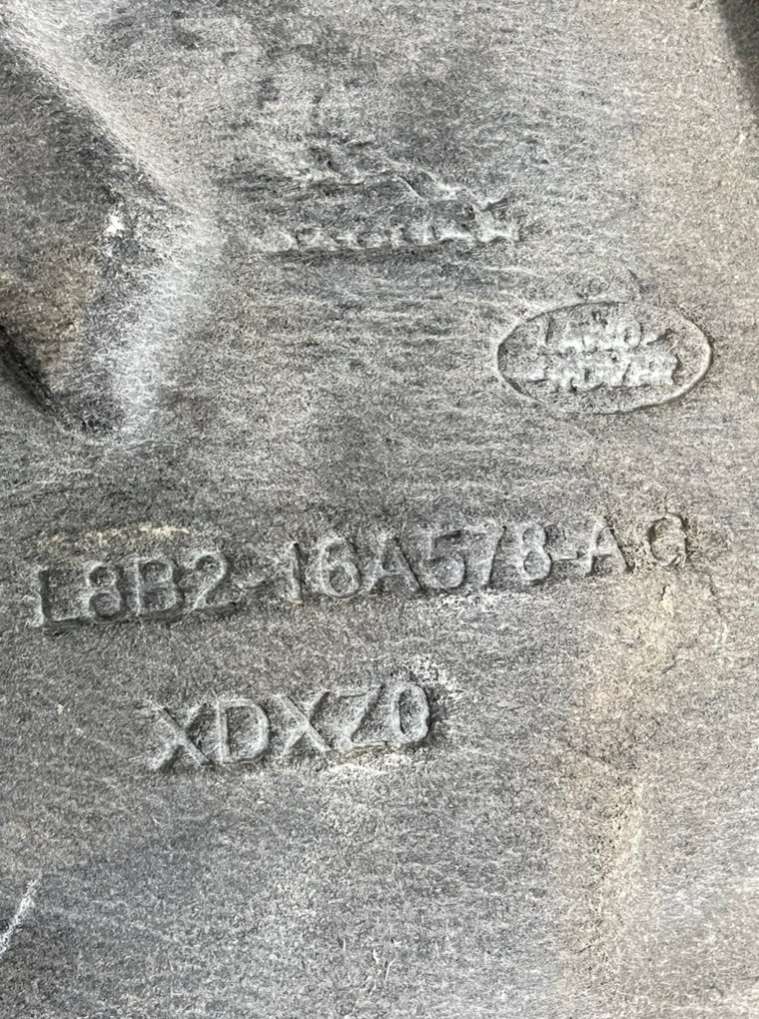 LAND-
-ROVER
L8B2-16A578-AC
XDXZ0